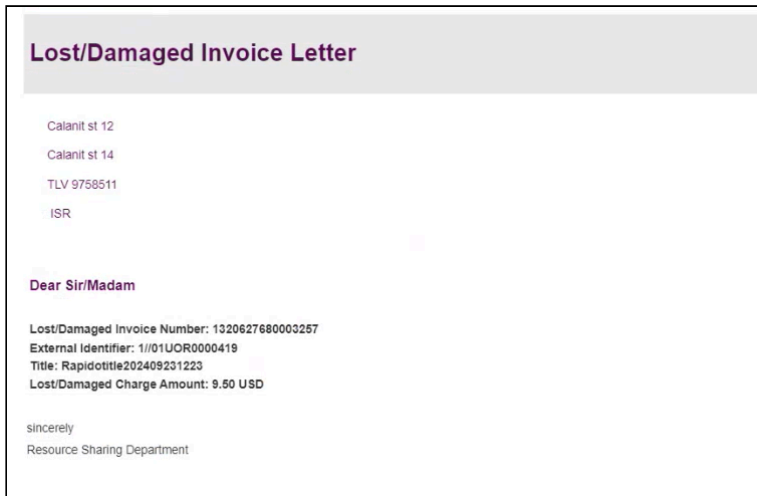 Lost/Damaged Invoice Letter
Calanit st 12
Calanit st 14
TLV 9758511
ISR
Dear Sir/Madam
Lost/Damaged Invoice Number: 1320627680003257
External Identifier: 1//01UOR0000419
Title: Rapidotitle202409231223
Lost/Damaged Charge Amount: 9.50 USD
sincerely
Resource Sharing Department